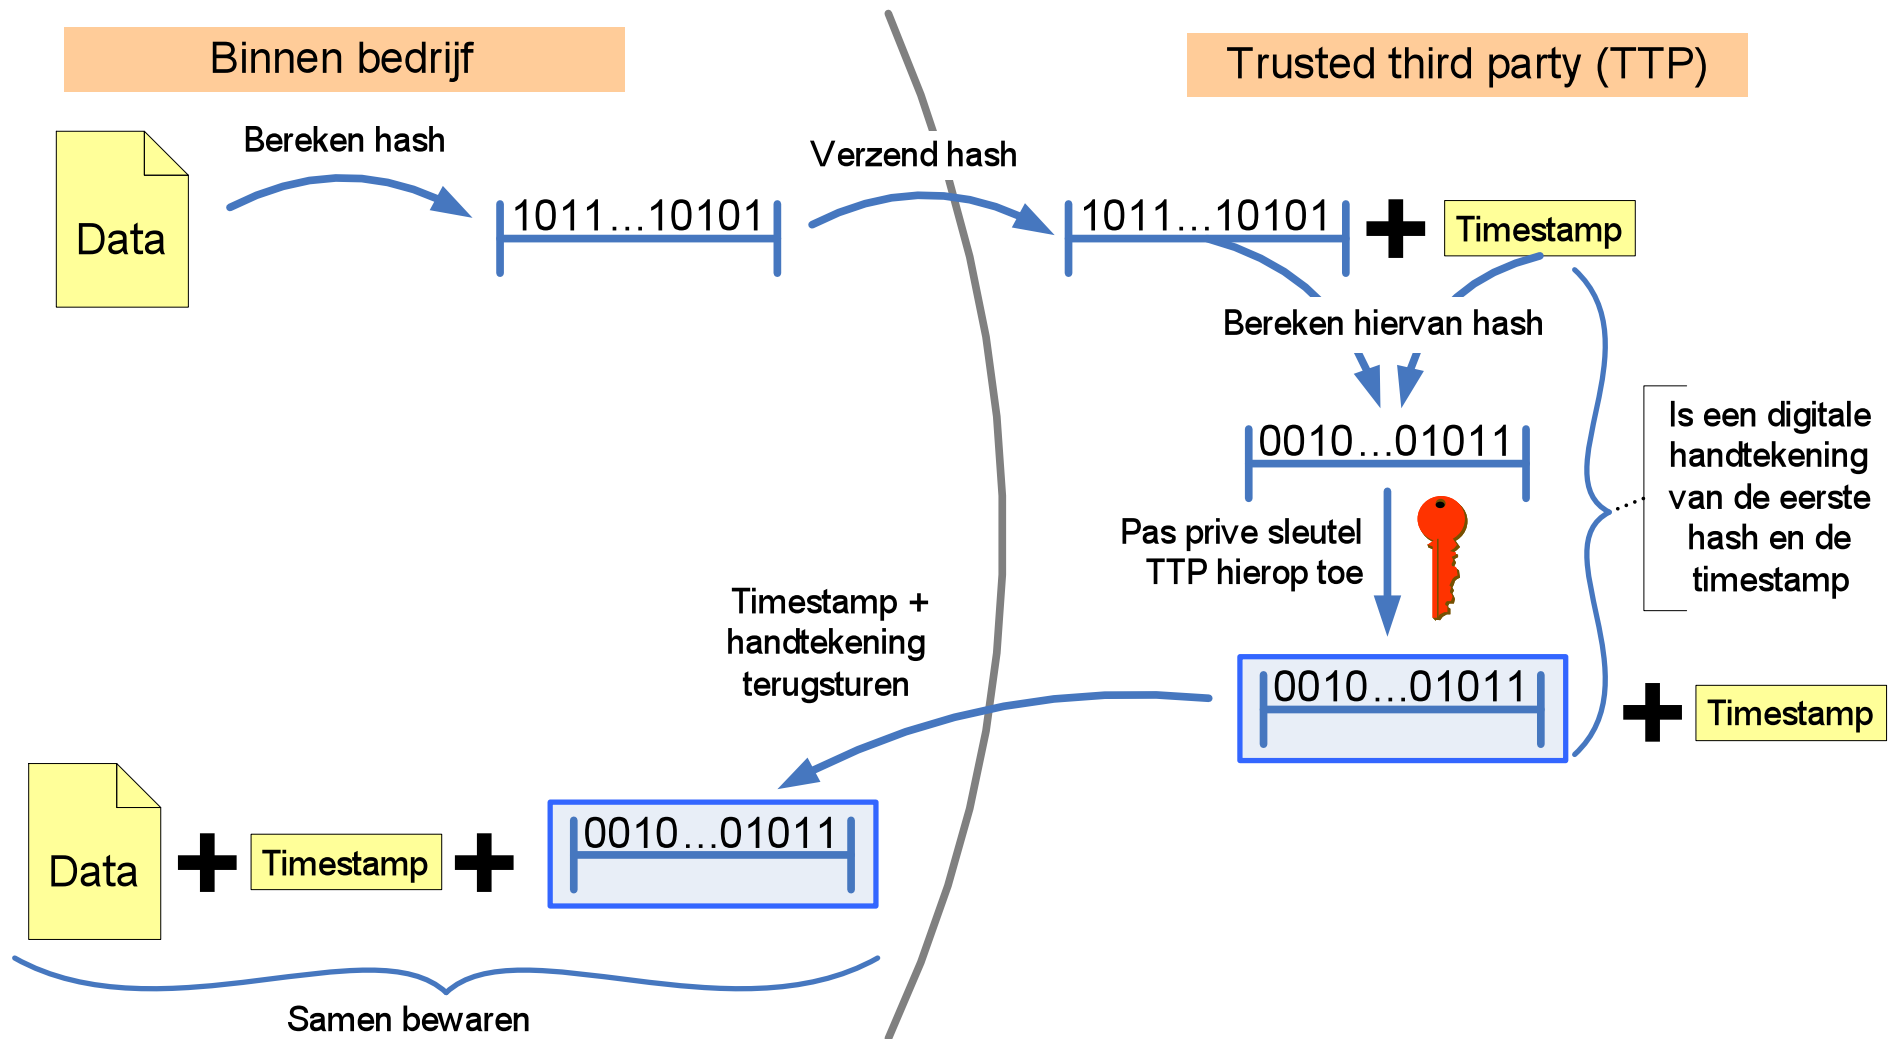 Binnen bedrijf
Trusted third party (TTP)
Bereken hash
Verzend hash
Data
1011...10101
1011...10101
Timestamp
Bereken hiervan hash
0010...01011
Is een digitale
handtekening
van de eerste
hash en de
timestamp
Pas prive sleutel
TTP hierop toe
Timestamp +
handtekening
terugsturen
0010...01011
Timestamp
Data
Timestamp
0010...01011
Samen bewaren